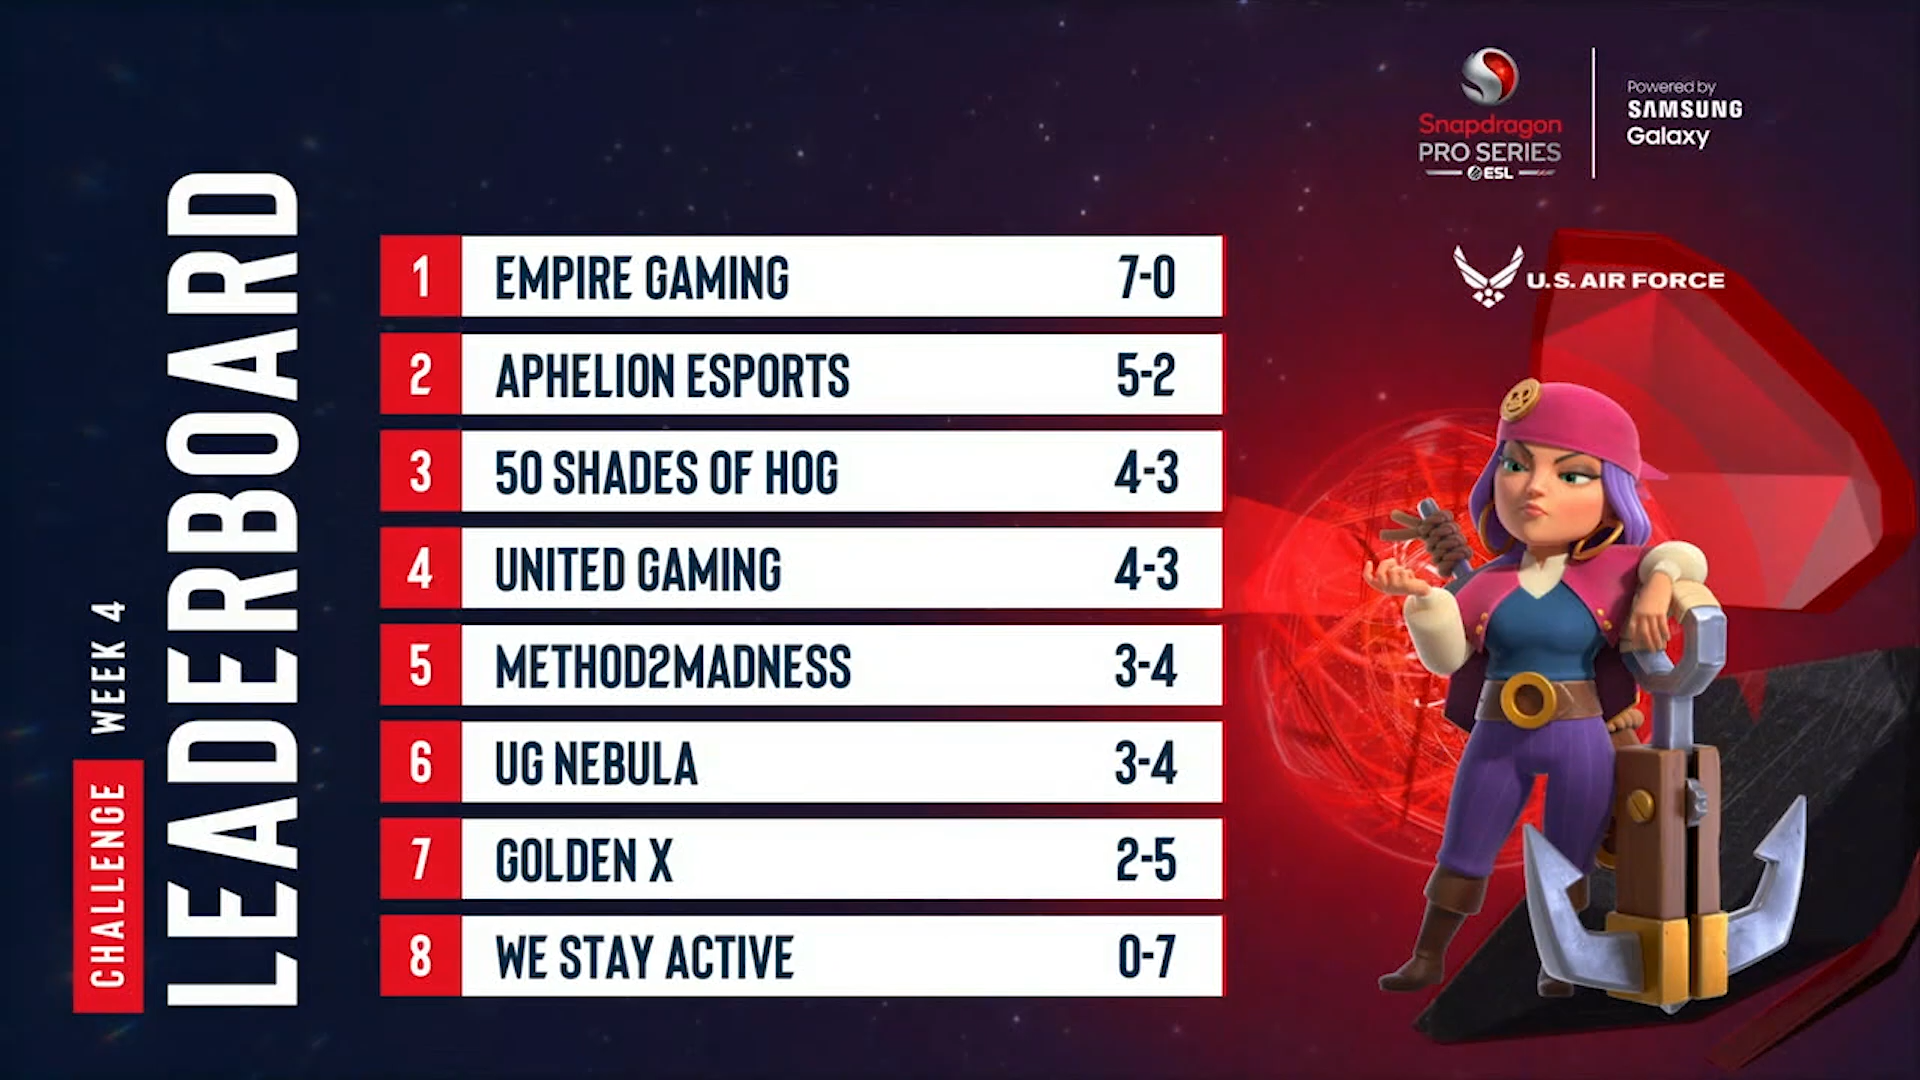 Snapdragon
PRO SERIES
ESL
Powered by
SAMSUNG
Galaxy
U.S. AIR FORCE
CHALLENGE WEEK 4
LEADERBOARD
1 EMPIRE GAMING 7-0
2 APHELION ESPORTS 5-2
3 50 SHADES OF HOG 4-3
4 UNITED GAMING 4-3
5 METHOD2MADNESS 3-4
6 UG NEBULA 3-4
7 GOLDEN X 2-5
8 WE STAY ACTIVE 0-7